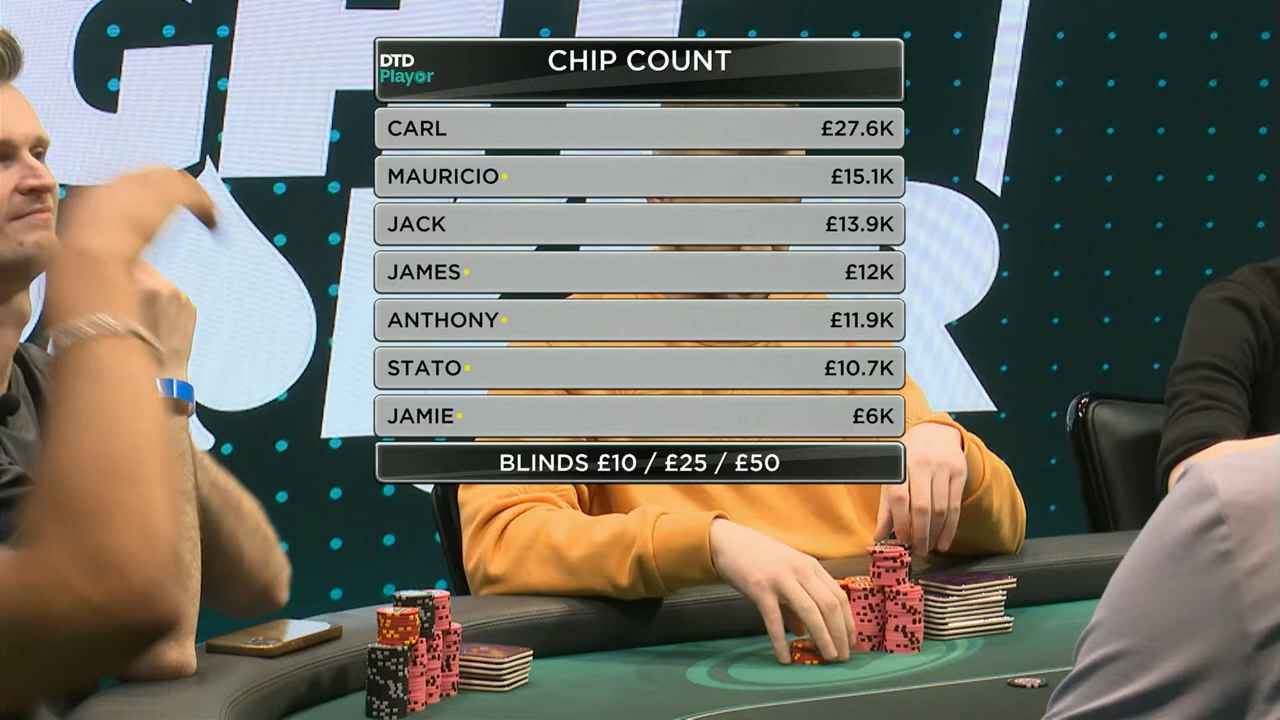 DTD
Player
CHIP COUNT
CARL £27.6K
MAURICIO £15.1K
JACK £13.9K
JAMES £12K
ANTHONY £11.9K
STATO £10.7K
JAMIE £6K
BLINDS £10 / £25 / £50